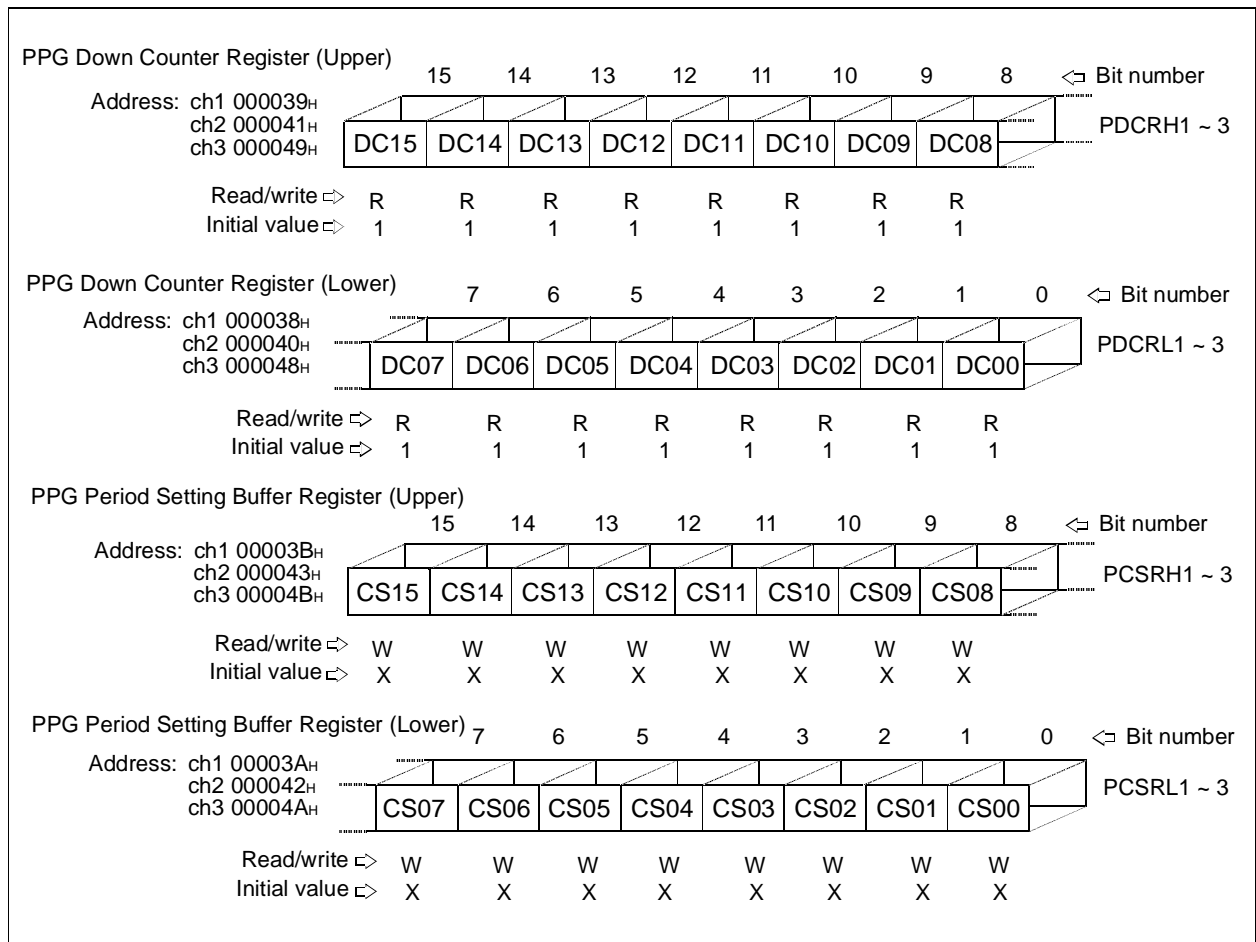 PPG Down Counter Register (Upper)
15 14 13 12 11 10 9 8 ⇦ Bit number
Address: ch1 000039H
ch2 000041H
ch3 000049H
DC15 DC14 DC13 DC12 DC11 DC10 DC09 DC08
PDCRH1 ~ 3
Read/write ⇨ R R R R R R R R
Initial value ⇨ 1 1 1 1 1 1 1 1
PPG Down Counter Register (Lower)
7 6 5 4 3 2 1 0 ⇦ Bit number
Address: ch1 000038H
ch2 000040H
ch3 000048H
DC07 DC06 DC05 DC04 DC03 DC02 DC01 DC00
PDCRL1 ~ 3
Read/write ⇨ R R R R R R R R
Initial value ⇨ 1 1 1 1 1 1 1 1
PPG Period Setting Buffer Register (Upper)
15 14 13 12 11 10 9 8 ⇦ Bit number
Address: ch1 00003BH
ch2 000043H
ch3 00004BH
CS15 CS14 CS13 CS12 CS11 CS10 CS09 CS08
PCSRH1 ~ 3
Read/write ⇨ W W W W W W W W
Initial value ⇨ X X X X X X X X
PPG Period Setting Buffer Register (Lower)
7 6 5 4 3 2 1 0 ⇦ Bit number
Address: ch1 00003AH
ch2 000042H
ch3 00004AH
CS07 CS06 CS05 CS04 CS03 CS02 CS01 CS00
PCSRL1 ~ 3
Read/write ⇨ W W W W W W W W
Initial value ⇨ X X X X X X X X